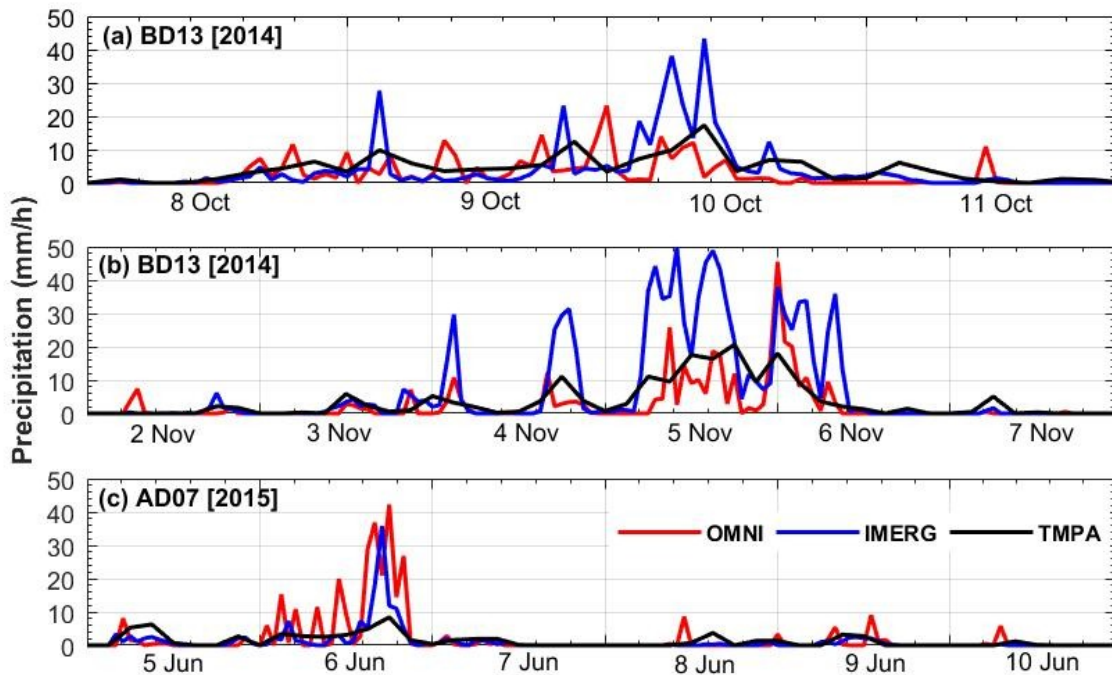 Precipitation (mm/h)
(a) BD13 [2014]
50
40
30
20
10
0
8 Oct 9 Oct 10 Oct 11 Oct
(b) BD13 [2014]
50
40
30
20
10
0
2 Nov 3 Nov 4 Nov 5 Nov 6 Nov 7 Nov
(c) AD07 [2015]
OMNI IMERG TMPA
50
40
30
20
10
0
5 Jun 6 Jun 7 Jun 8 Jun 9 Jun 10 Jun